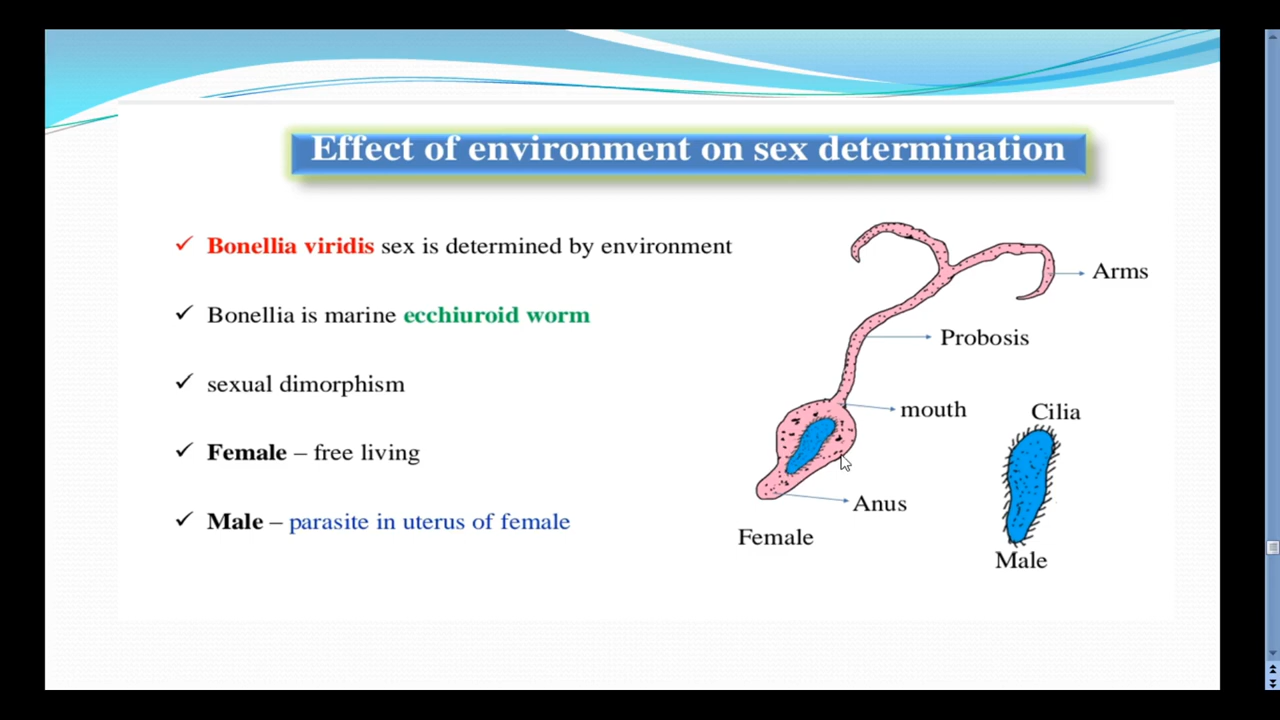 Effect of environment on sex determination
Bonellia viridis sex is determined by environment
Bonellia is marine ecchiuroid worm
sexual dimorphism
Female – free living
Male – parasite in uterus of female
Arms
Probosis
mouth
Cilia
Anus
Female
Male